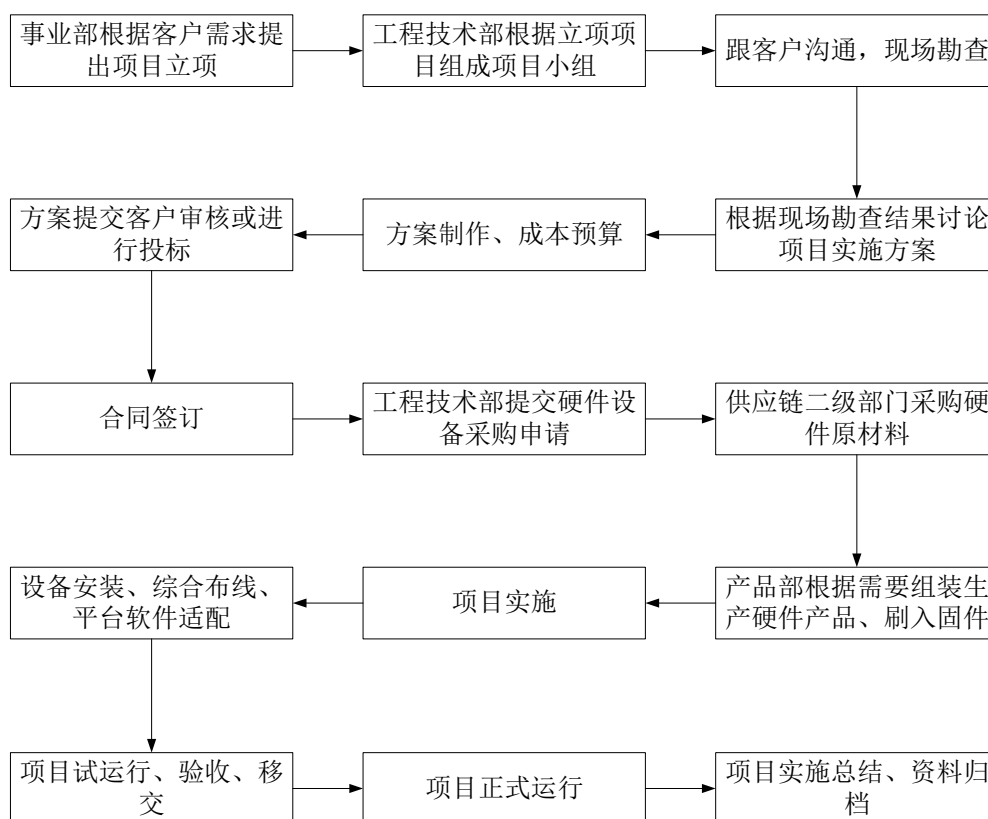 事业部根据客户需求提
出项目立项
工程技术部根据立项项
目组成项目小组
跟客户沟通，现场勘查
方案提交客户审核或进
行投标
方案制作、成本预算
根据现场勘查结果讨论
项目实施方案
合同签订
工程技术部提交硬件设
备采购申请
供应链二级部门采购硬
件原材料
设备安装、综合布线、
平台软件适配
项目实施
产品部根据需要组装生
产硬件产品、刷入固件
项目试运行、验收、移
交
项目正式运行
项目实施总结、资料归
档